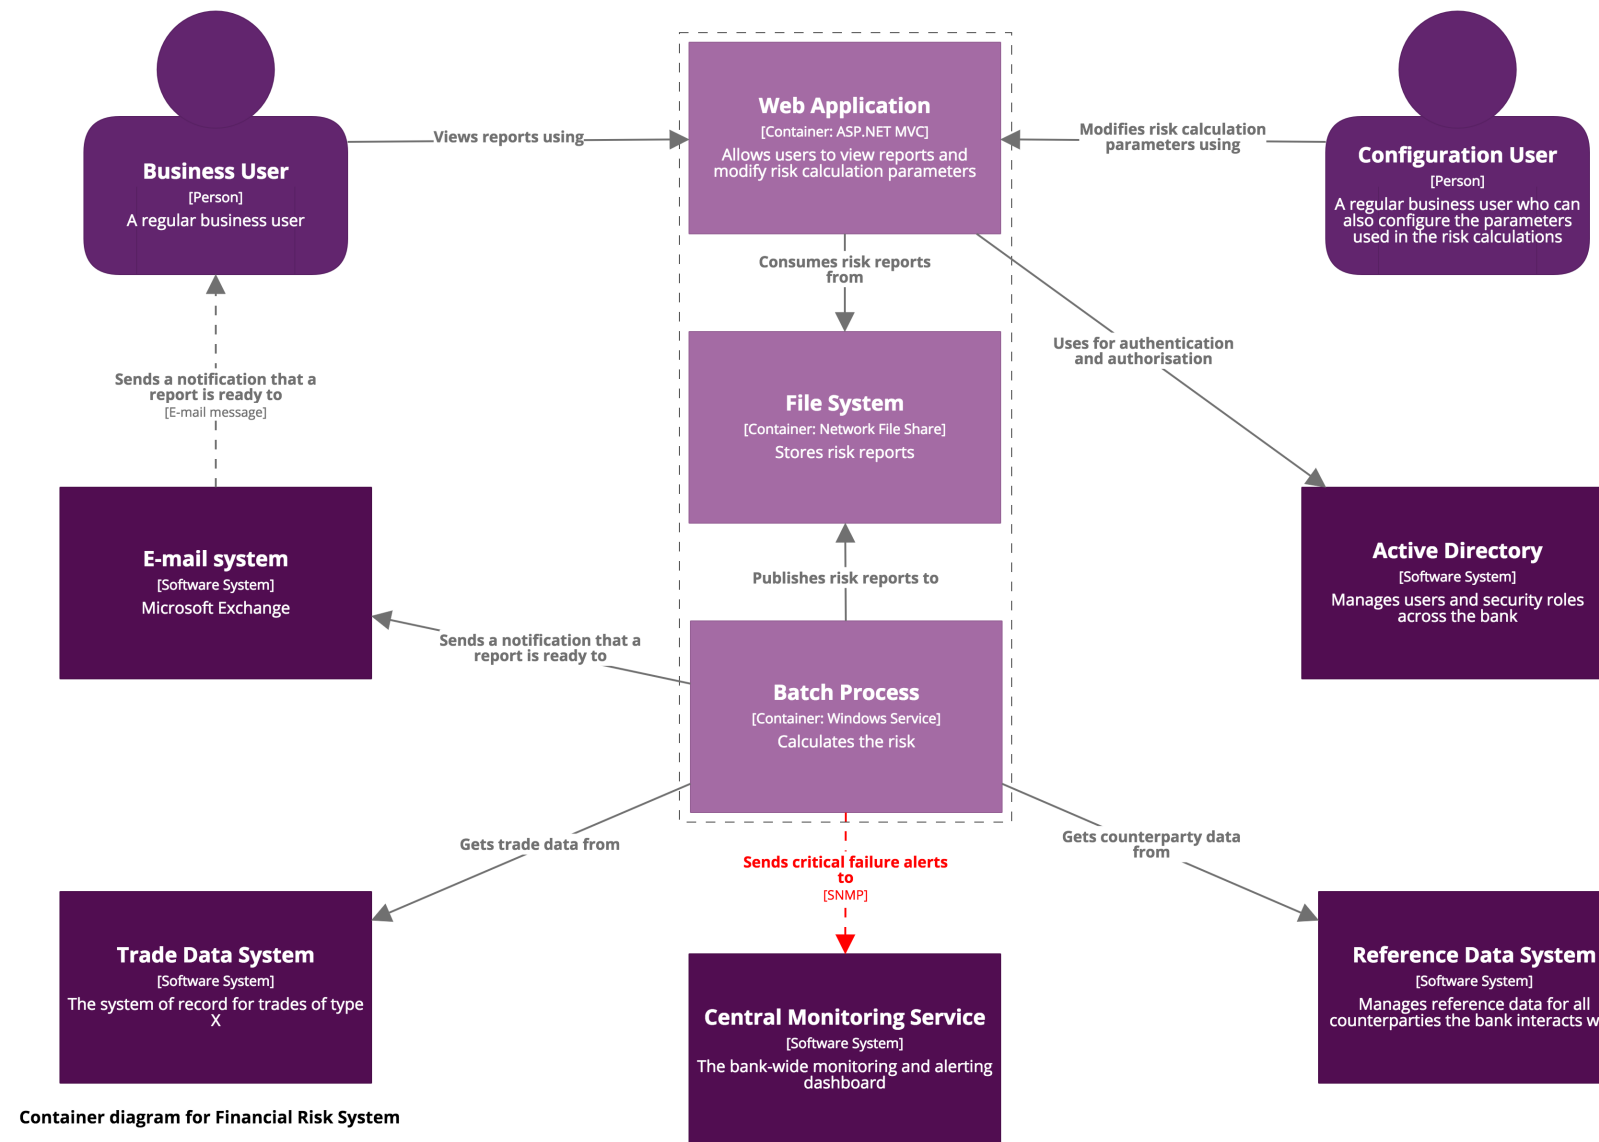 Business User
[Person]
A regular business user
Views reports using
Web Application
[Container: ASP.NET MVC]
Allows users to view reports and
modify risk calculation parameters
Modifies risk calculation
parameters using
Configuration User
[Person]
A regular business user who can
also configure the parameters
used in the risk calculations
Consumes risk reports
from
Uses for authentication
and authorisation
Sends a notification that a
report is ready to
[E-mail message]
File System
[Container: Network File Share]
Stores risk reports
E-mail system
[Software System]
Microsoft Exchange
Publishes risk reports to
Active Directory
[Software System]
Manages users and security roles
across the bank
Sends a notification that a
report is ready to
Batch Process
[Container: Windows Service]
Calculates the risk
Gets trade data from
Sends critical failure alerts
to
[SNMP]
Gets counterparty data
from
Trade Data System
[Software System]
The system of record for trades of type
X
Central Monitoring Service
[Software System]
The bank-wide monitoring and alerting
dashboard
Reference Data System
[Software System]
Manages reference data for all
counterparties the bank interacts
Container diagram for Financial Risk System